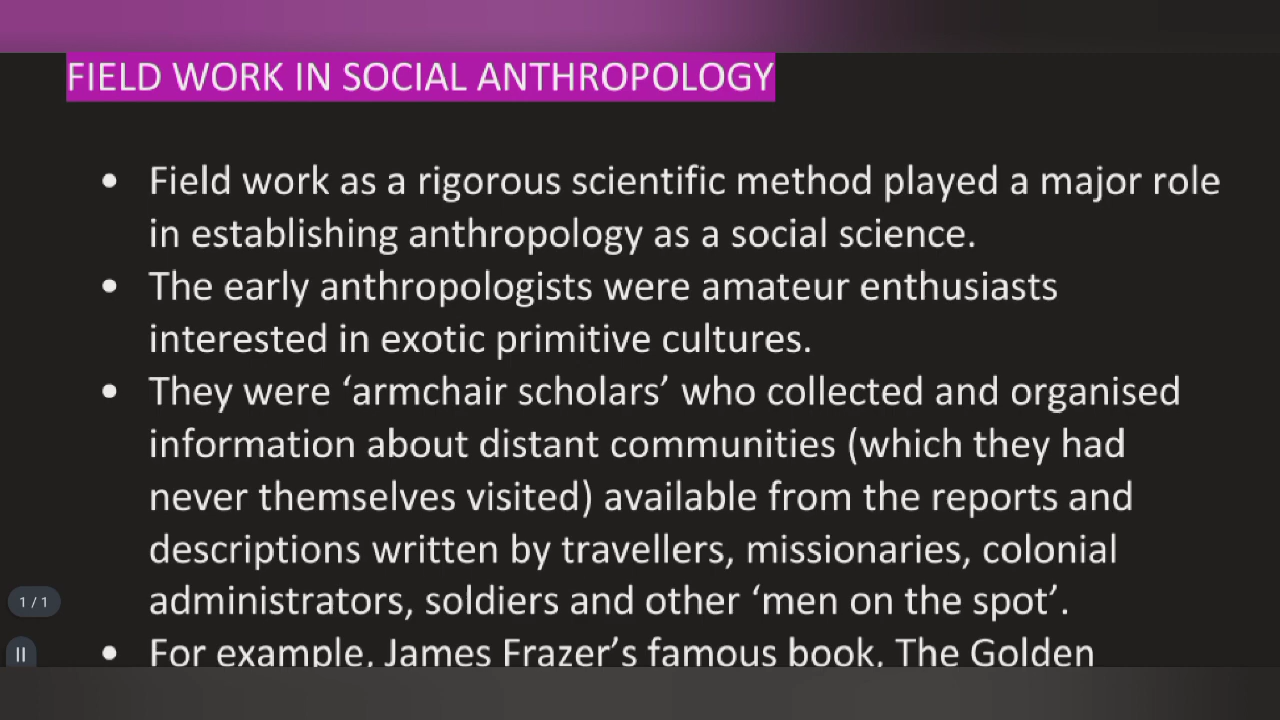 FIELD WORK IN SOCIAL ANTHROPOLOGY
• Field work as a rigorous scientific method played a major role
in establishing anthropology as a social science.
• The early anthropologists were amateur enthusiasts
interested in exotic primitive cultures.
• They were ‘armchair scholars’ who collected and organised
information about distant communities (which they had
never themselves visited) available from the reports and
descriptions written by travellers, missionaries, colonial
administrators, soldiers and other ‘men on the spot’.
1 / 1
• For example, James Frazer’s famous book, The Golden